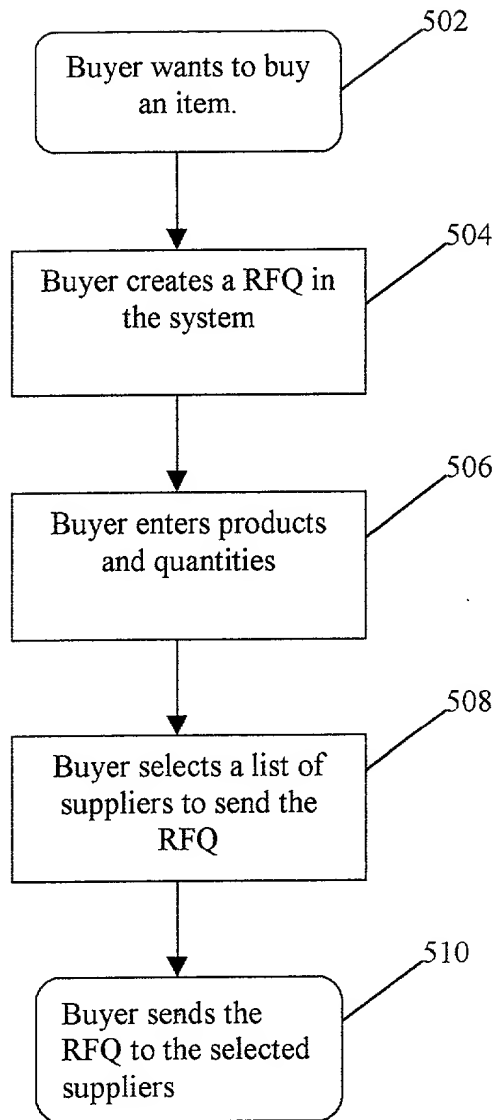 502
Buyer wants to buy
an item.
504
Buyer creates a RFQ in
the system
506
Buyer enters products
and quantities
508
Buyer selects a list of
suppliers to send the
RFQ
510
Buyer sends the
RFQ to the selected
suppliers